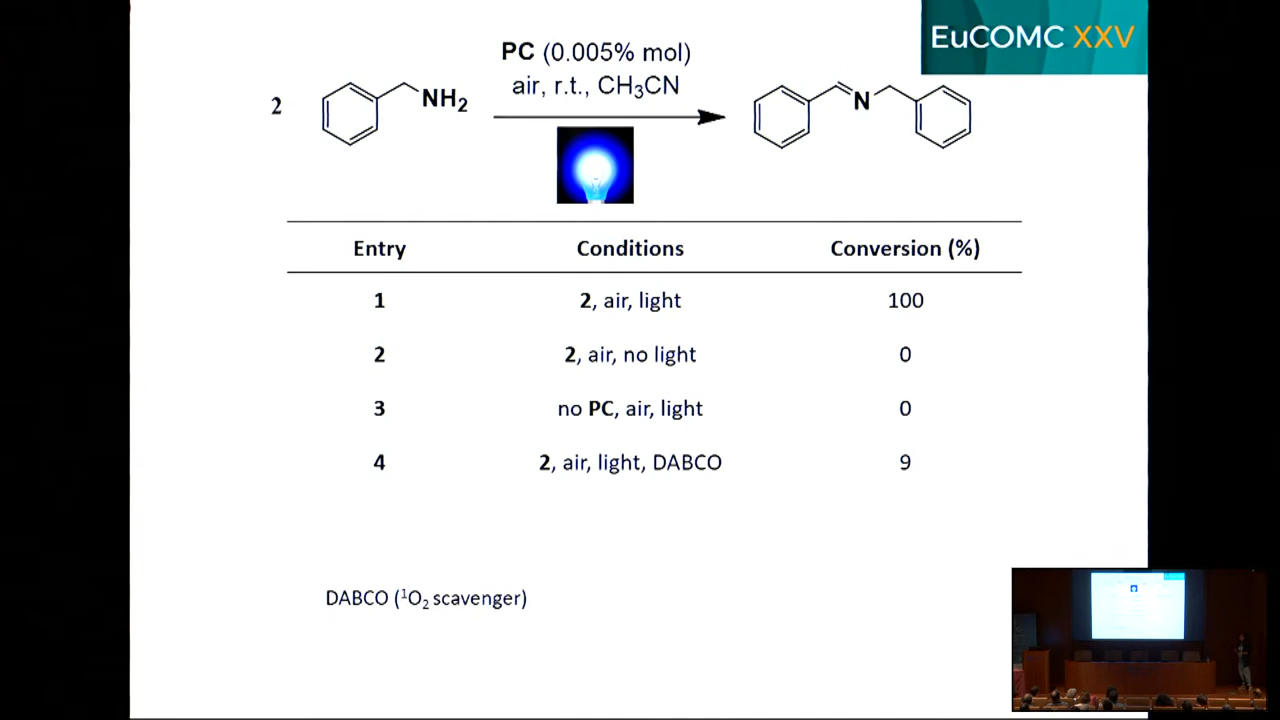 EuCOMC XXV
PC (0.005% mol)
air, r.t., CH₃CN
2
NH₂
N
Entry Conditions Conversion (%)
1 2, air, light 100
2 2, air, no light 0
3 no PC, air, light 0
4 2, air, light, DABCO 9
DABCO (¹O₂ scavenger)